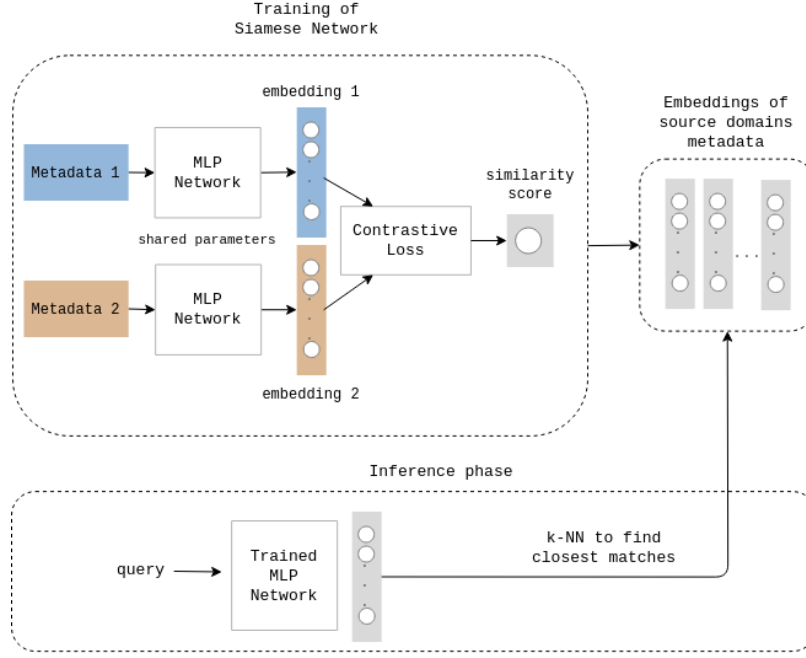 Training of
Siamese Network
embedding 1
Metadata 1
MLP
Network
shared parameters
Contrastive
Loss
similarity
score
Metadata 2
MLP
Network
embedding 2
Embeddings of
source domains
metadata
Inference phase
query
Trained
MLP
Network
k-NN to find
closest matches